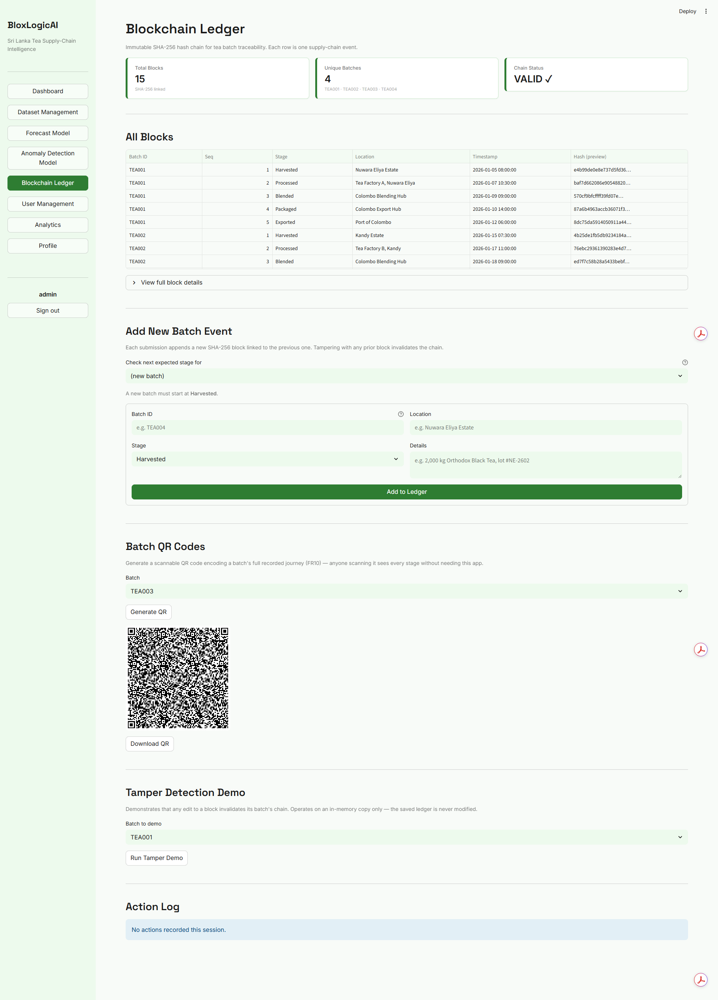 Deploy
BloxLogicAI
Sri Lanka Tea Supply-Chain
Intelligence
Dashboard
Dataset Management
Forecast Model
Anomaly Detection
Model
Blockchain Ledger
User Management
Analytics
Profile
admin
Sign out
Blockchain Ledger
Immutable SHA-256 hash chain for tea batch traceability. Each row is one supply-chain event.
Total Blocks
15
SHA-256 linked
Unique Batches
4
TEA001 · TEA002 · TEA003 · TEA004
Chain Status
VALID ✓
All Blocks
Batch ID Seq Stage Location Timestamp Hash (preview)
TEA001 1 Harvested Nuwara Eliya Estate 2026-01-05 08:00:00 e4b99de0e8e737d5fd36…
TEA001 2 Processed Tea Factory A, Nuwara Eliya 2026-01-07 10:30:00 baf7d662086e90548820…
TEA001 3 Blended Colombo Blending Hub 2026-01-09 09:00:00 570cf9bfcffff39fd07e…
TEA001 4 Packaged Colombo Export Hub 2026-01-10 14:00:00 87a6b4963accb36071f3…
TEA001 5 Exported Port of Colombo 2026-01-12 06:00:00 8dc75da5914050911a44…
TEA002 1 Harvested Kandy Estate 2026-01-15 07:30:00 4b25de1fb5db9234184a…
TEA002 2 Processed Tea Factory B, Kandy 2026-01-17 11:00:00 76ebc29361390283e4d7…
TEA002 3 Blended Colombo Blending Hub 2026-01-18 09:00:00 ed7f7c58b28a5433bebf…
View full block details
Add New Batch Event
Each submission appends a new SHA-256 block linked to the previous one. Tampering with any prior block invalidates the chain.
Check next expected stage for
(new batch)
A new batch must start at Harvested.
Batch ID
e.g. TEA004
Location
e.g. Nuwara Eliya Estate
Stage
Harvested
Details
e.g. 2,000 kg Orthodox Black Tea, lot #NE-2602
Add to Ledger
Batch QR Codes
Generate a scannable QR code encoding a batch's full recorded journey (FR10) — anyone scanning it sees every stage without needing this app.
Batch
TEA003
Generate QR
Download QR
Tamper Detection Demo
Demonstrates that any edit to a block invalidates its batch's chain. Operates on an in-memory copy only — the saved ledger is never modified.
Batch to demo
TEA001
Run Tamper Demo
Action Log
No actions recorded this session.